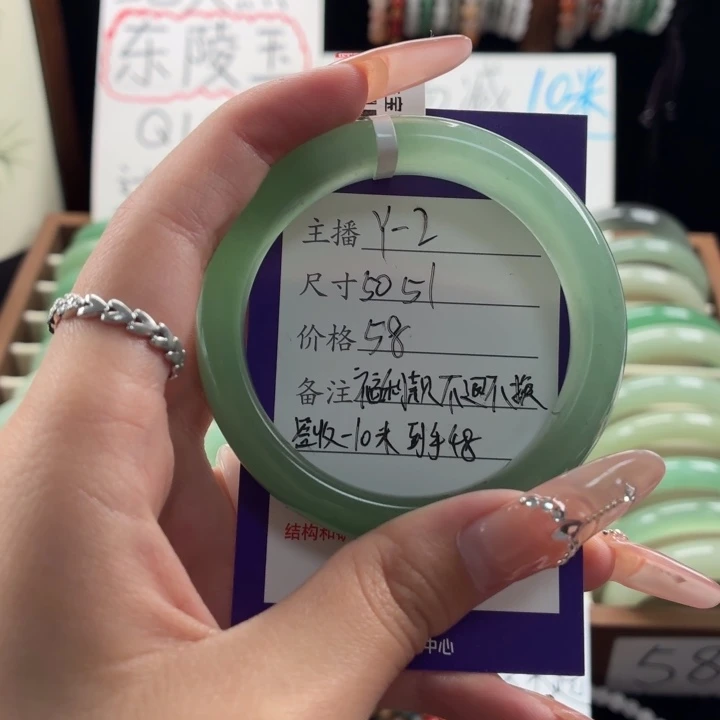 东陵玉
减 10米
主播 Y-2
尺寸 50 51
价格 58
备注 福利款不退不换
签收-10米 到手48
结构和
中心
58